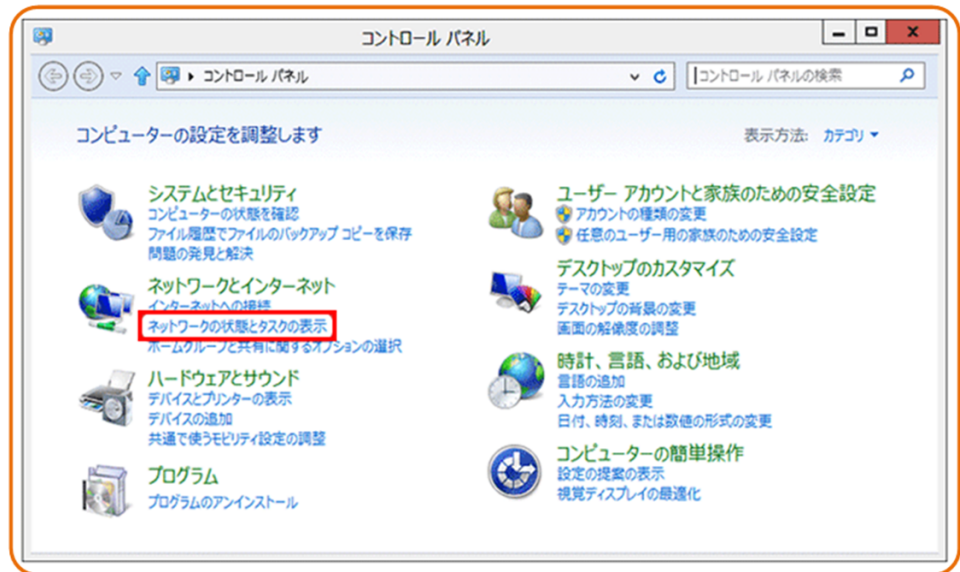 コントロール パネル
コントロール パネル
コントロール パネルの検索
コンピューターの設定を調整します
表示方法: カテゴリ
システムとセキュリティ
コンピューターの状態を確認
ファイル履歴でファイルのバックアップ コピーを保存
問題の発見と解決
ネットワークとインターネット
インターネットへの接続
ネットワークの状態とタスクの表示
ホームグループと共有に関するオプションの選択
ハードウェアとサウンド
デバイスとプリンターの表示
デバイスの追加
共通で使うモビリティ設定の調整
プログラム
プログラムのアンインストール
ユーザー アカウントと家族のための安全設定
アカウントの種類の変更
任意のユーザー用の家族のための安全設定
デスクトップのカスタマイズ
テーマの変更
デスクトップの背景の変更
画面の解像度の調整
時計、言語、および地域
言語の追加
入力方法の変更
日付、時刻、または数値の形式の変更
コンピューターの簡単操作
設定の提案の表示
視覚ディスプレイの最適化